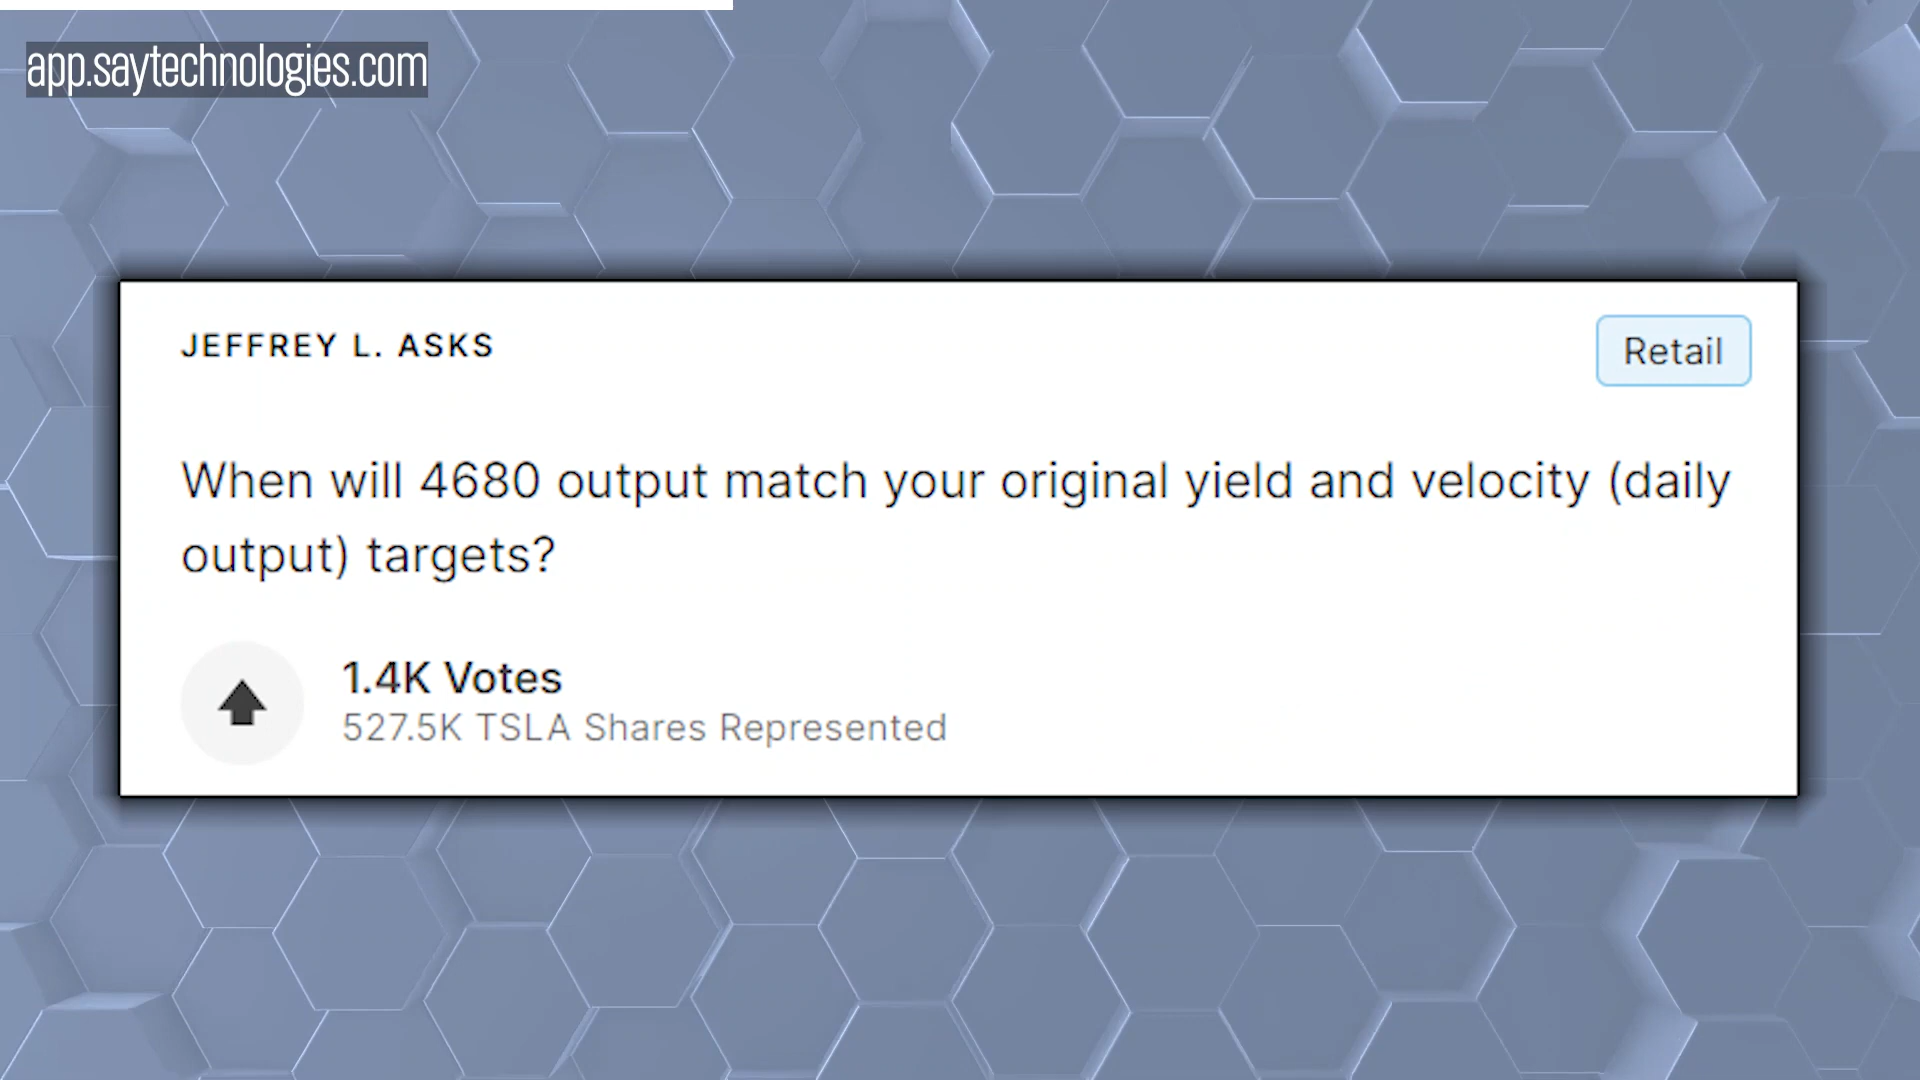 app.saytechnologies.com
JEFFREY L. ASKS
Retail
When will 4680 output match your original yield and velocity (daily
output) targets?
1.4K Votes
527.5K TSLA Shares Represented